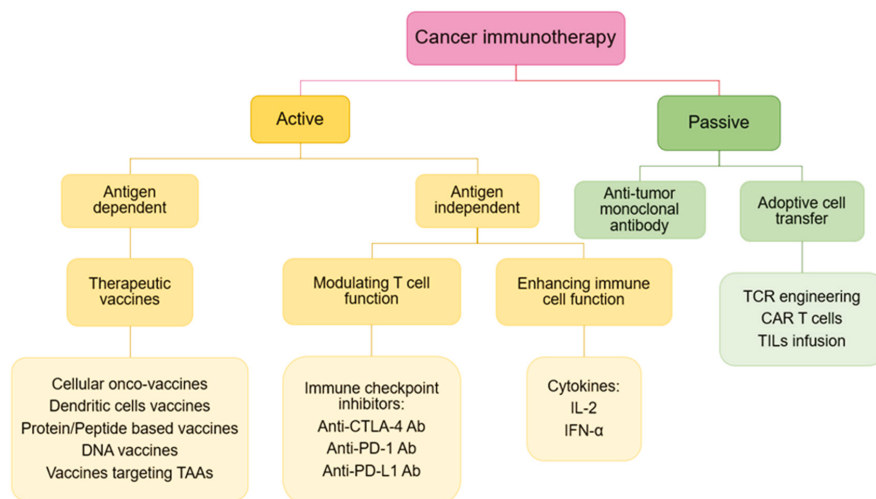 Cancer immunotherapy
Active
Passive
Antigen
dependent
Antigen
independent
Anti-tumor
monoclonal
antibody
Adoptive cell
transfer
Therapeutic
vaccines
Modulating T cell
function
Enhancing immune
cell function
TCR engineering
CAR T cells
TILs infusion
Cellular onco-vaccines
Dendritic cells vaccines
Protein/Peptide based vaccines
DNA vaccines
Vaccines targeting TAAs
Immune checkpoint
inhibitors:
Anti-CTLA-4 Ab
Anti-PD-1 Ab
Anti-PD-L1 Ab
Cytokines:
IL-2
IFN-α